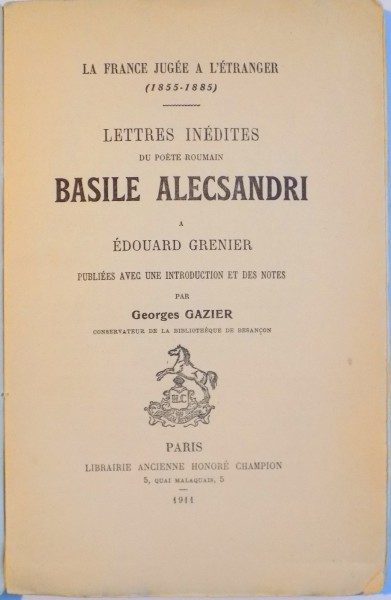 LA FRANCE JUGÉE A L'ÉTRANGER
(1855-1885)
LETTRES INÉDITES
DU POÈTE ROUMAIN
BASILE ALECSANDRI
A
ÉDOUARD GRENIER
PUBLIÉES AVEC UNE INTRODUCTION ET DES NOTES
PAR
Georges GAZIER
CONSERVATEUR DE LA BIBLIOTHÈQUE DE BESANÇON
H.C
PARIS
LIBRAIRIE ANCIENNE HONORÉ CHAMPION
5, QUAI MALAQUAIS, 5
1911